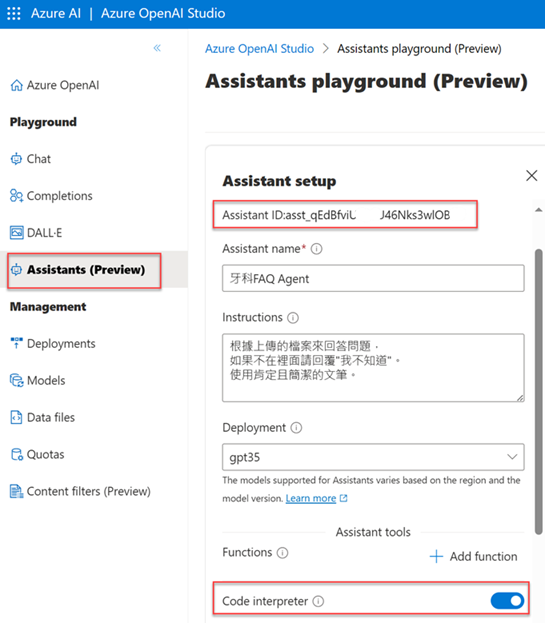 Azure AI | Azure OpenAI Studio
Azure OpenAI Studio > Assistants playground (Preview)
Assistants playground (Preview)
Azure OpenAI
Playground
Chat
Completions
DALL·E
Assistants (Preview)
Management
Deployments
Models
Data files
Quotas
Content filters (Preview)
Assistant setup
Assistant ID:asst_qEdBfviU J46Nks3wlOB
Assistant name*
牙科FAQ Agent
Instructions
根據上傳的檔案來回答問題，
如果不在裡面請回覆"我不知道"。
使用肯定且簡潔的文筆。
Deployment
gpt35
The models supported for Assistants varies based on the region and the
model version. Learn more
Assistant tools
Functions
Add function
Code interpreter